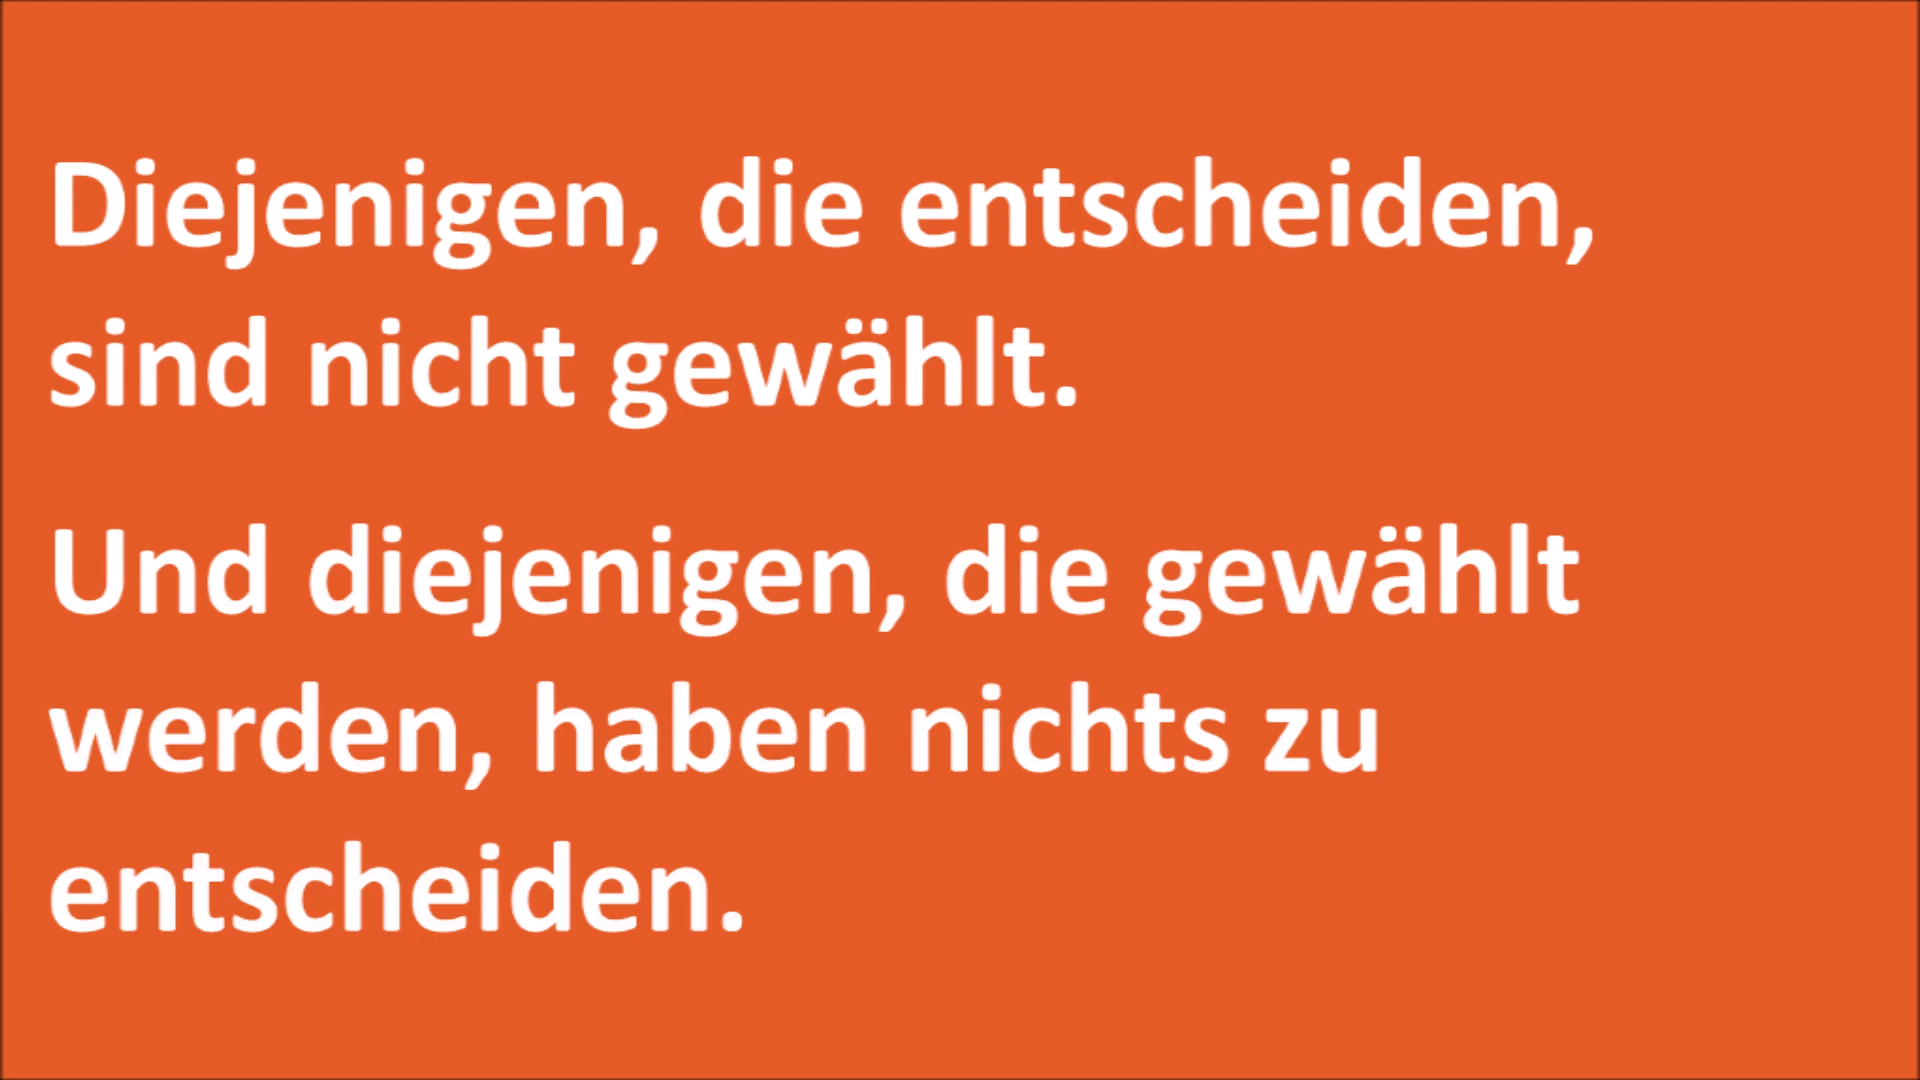 Diejenigen, die entscheiden,
sind nicht gewählt.
Und diejenigen, die gewählt
werden, haben nichts zu
entscheiden.